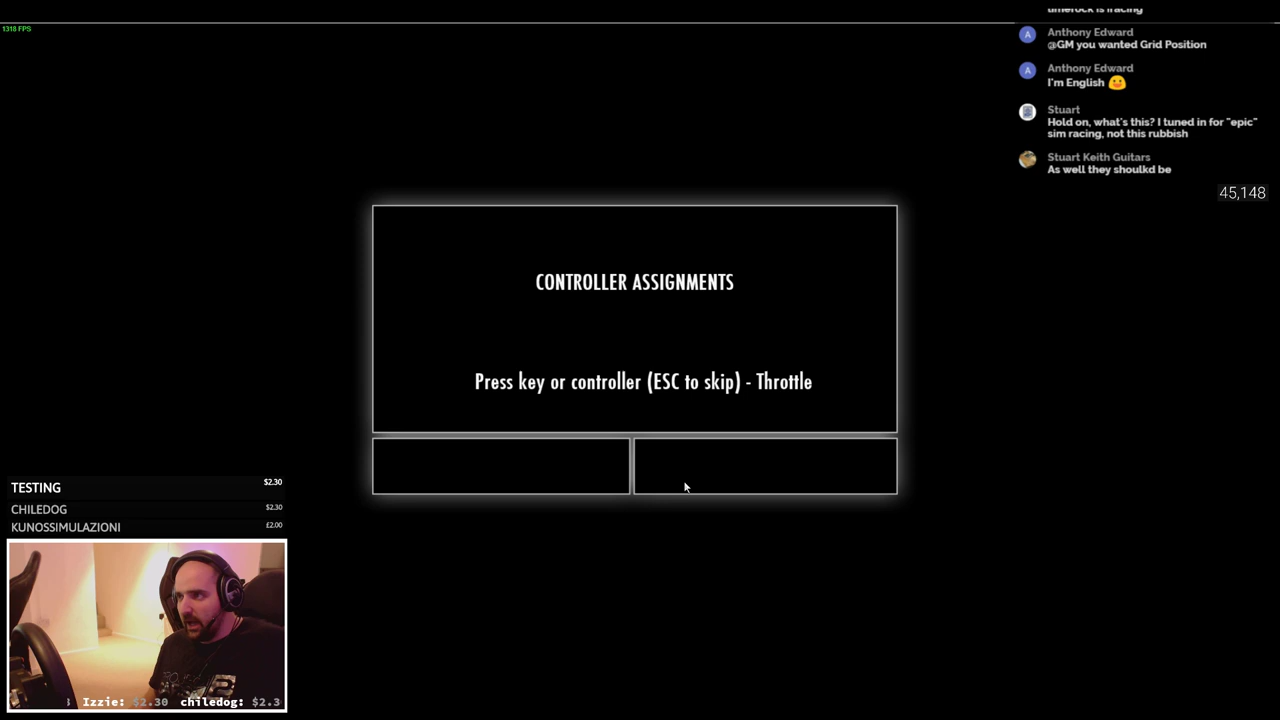 1318 FPS
Anthony Edward
@GM you wanted Grid Position
Anthony Edward
I'm English
Stuart
Hold on, what's this? I tuned in for "epic"
sim racing, not this rubbish
Stuart Keith Guitars
As well they shoulkd be
45,148
CONTROLLER ASSIGNMENTS
Press key or controller (ESC to skip) - Throttle
TESTING $2.30
CHILEDOG $2.30
KUNOSSIMULAZIONI £2.00
Izzie: $2.30 chiledog: $2.3